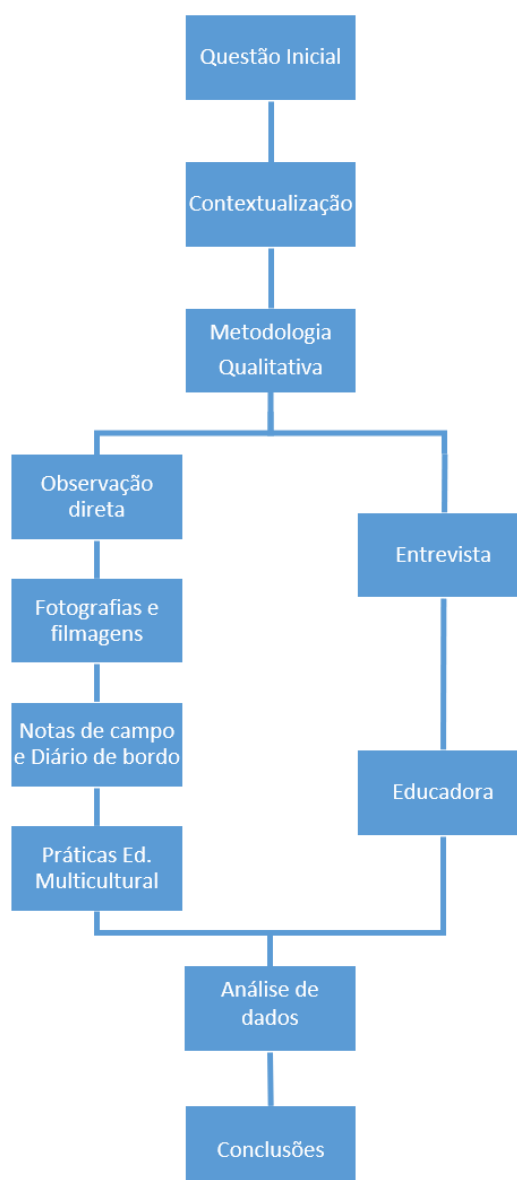 Questão Inicial
Contextualização
Metodologia
Qualitativa
Observação
direta
Fotografias e
filmagens
Notas de campo
e Diário de bordo
Práticas Ed.
Multicultural
Entrevista
Educadora
Análise de
dados
Conclusões